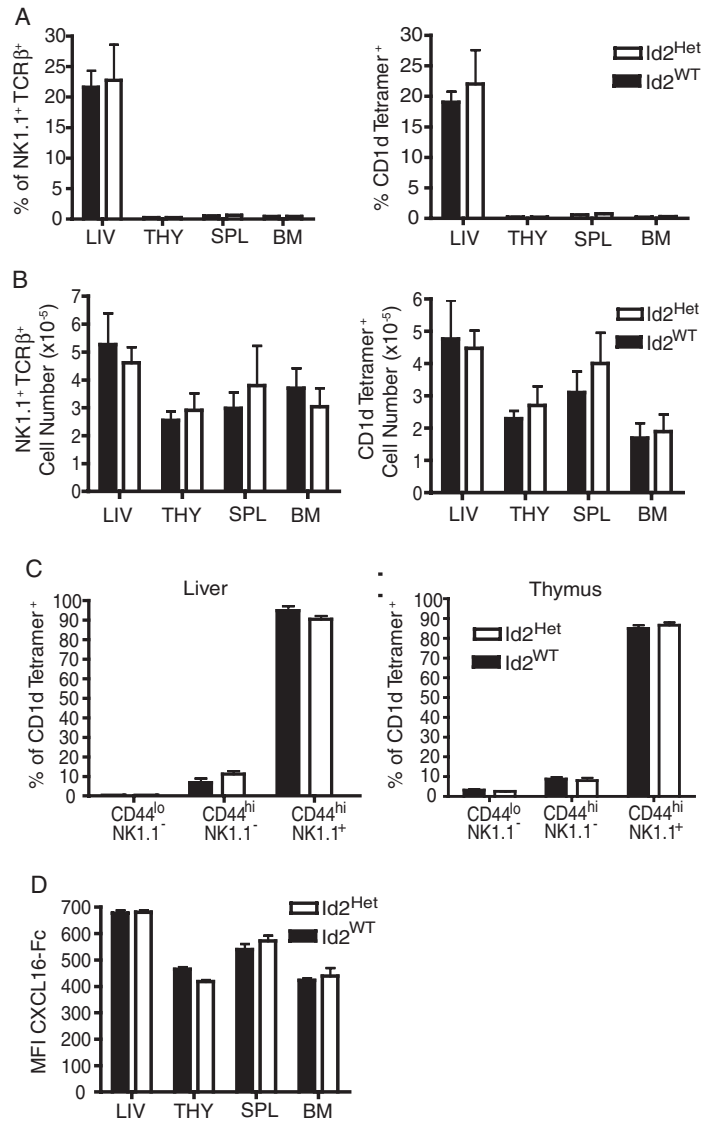 A
% of NK1.1⁺ TCRβ⁺
30
25
20
15
10
5
0
LIV THY SPL BM
% CD1d Tetramer⁺
30
25
20
15
10
5
0
LIV THY SPL BM
Id2ᴴᵉᵗ
Id2ᵂᵀ
B
NK1.1⁺ TCRβ⁺
Cell Number (x10⁻⁵)
7
6
5
4
3
2
1
0
LIV THY SPL BM
CD1d Tetramer⁺
Cell Number (x10⁻⁵)
6
5
4
3
2
1
0
LIV THY SPL BM
Id2ᴴᵉᵗ
Id2ᵂᵀ
C
Liver
% of CD1d Tetramer⁺
100
90
80
70
60
50
40
30
20
10
0
CD44ˡᵒ CD44ʰⁱ CD44ʰⁱ
NK1.1⁻ NK1.1⁻ NK1.1⁺
Thymus
% of CD1d Tetramer⁺
100
90
80
70
60
50
40
30
20
10
0
Id2ᴴᵉᵗ
Id2ᵂᵀ
CD44ˡᵒ CD44ʰⁱ CD44ʰⁱ
NK1.1⁻ NK1.1⁻ NK1.1⁺
D
MFI CXCL16-Fc
700
600
500
400
300
200
100
0
LIV THY SPL BM
Id2ᴴᵉᵗ
Id2ᵂᵀ